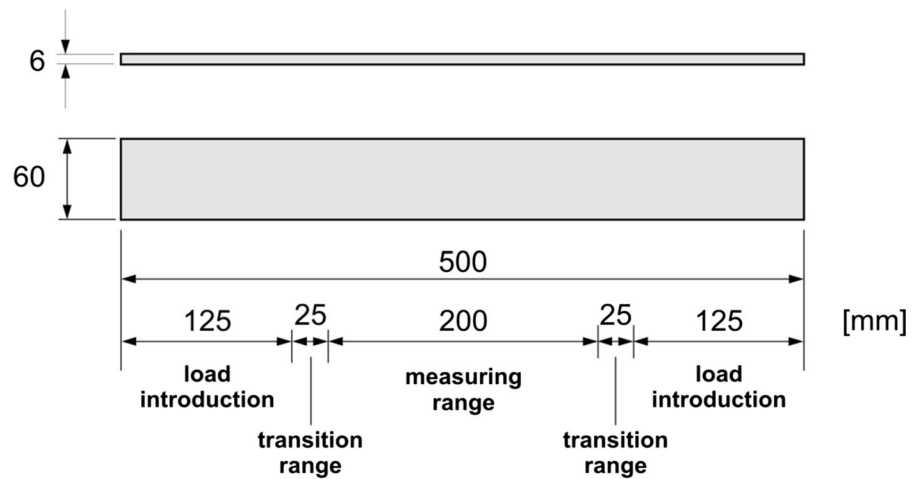 6
60
500
125 25 200 25 125 [mm]
load introduction
measuring range
load introduction
transition range
transition range